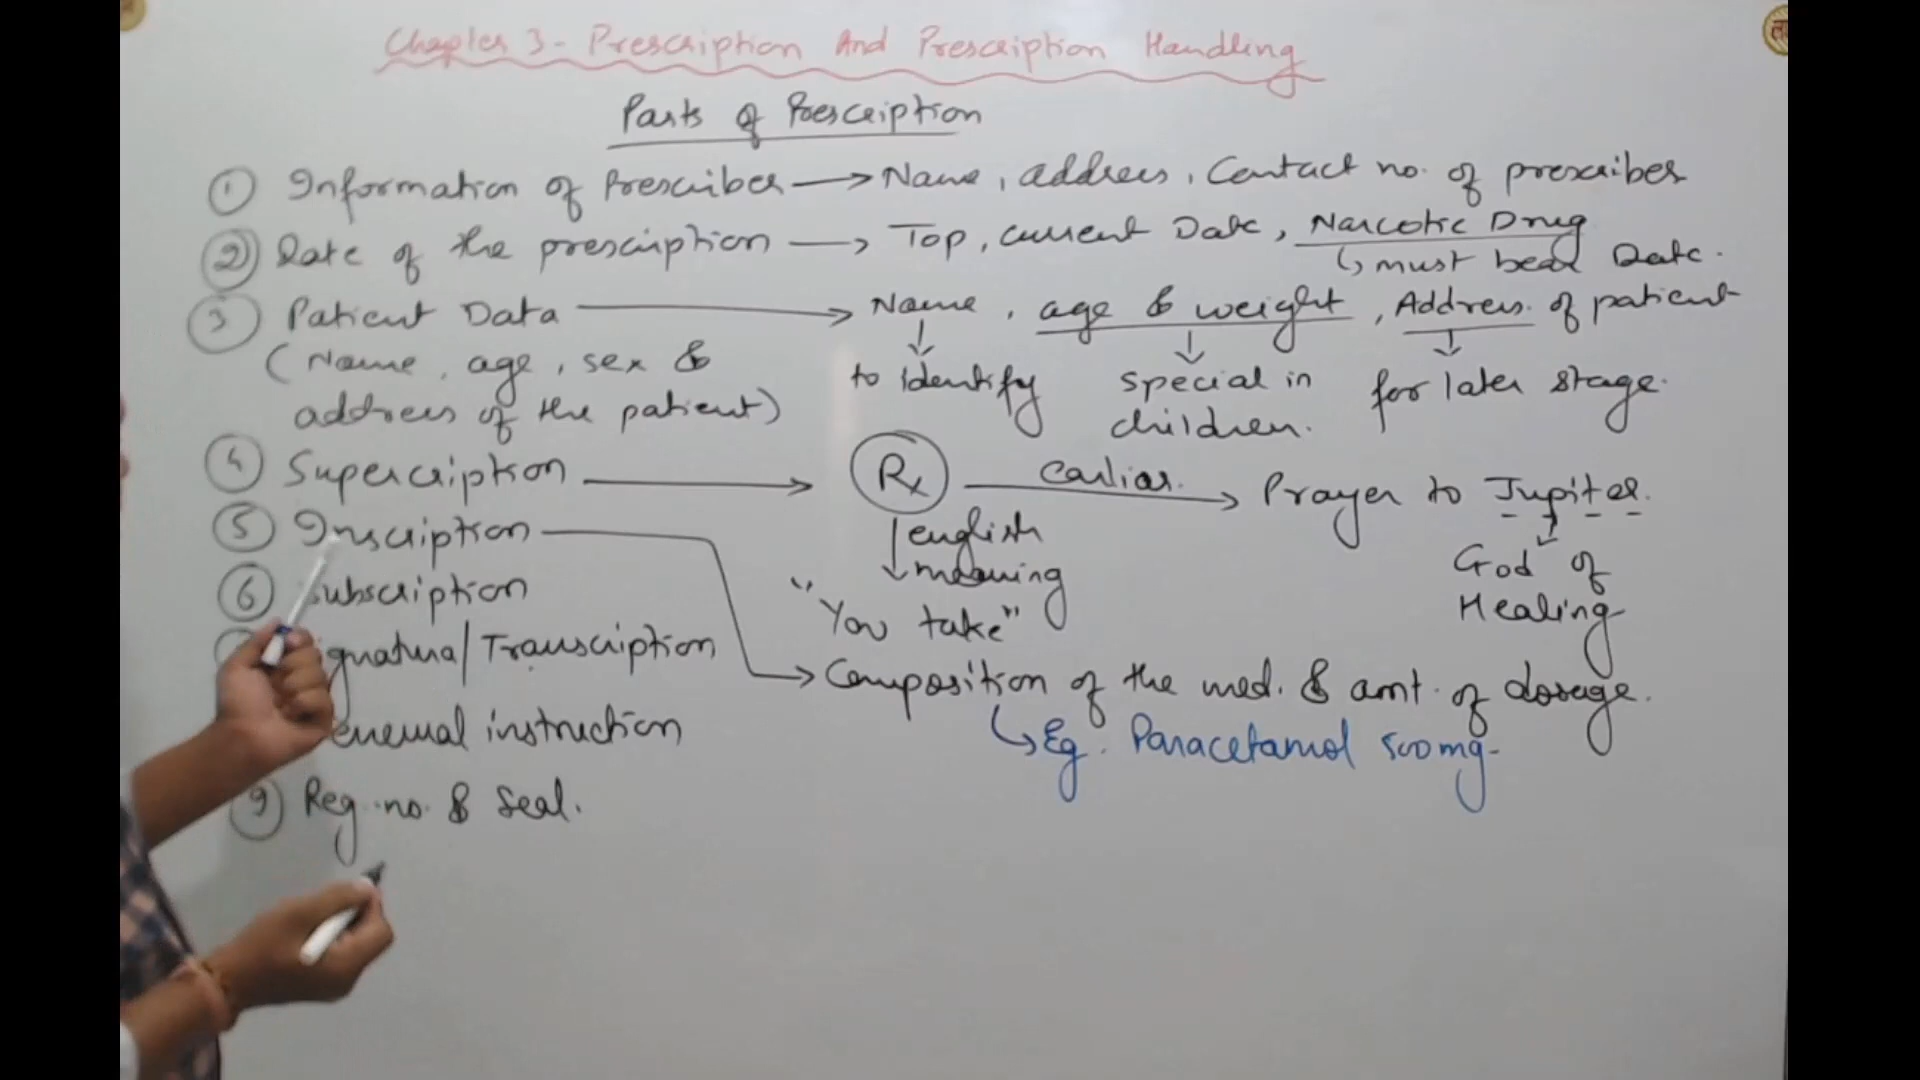 Chapter 3 - Prescription And Prescription Handling
Parts of Prescription
① Information of Prescriber → Name, address, Contact no. of prescriber
② Date of the prescription → Top, current Date, Narcotic Drug
↳ must bear Date.
③ Patient Data → Name, age & weight, Address of patient
(Name, age, sex &
address of the patient)
to identify
special in
children.
for later stage.
④ Supercription → Rx earliar. → Prayer to Jupiter.
english
meaning
"You take"
God of
Healing
⑤ Inscription → Composition of the med. & amt. of dosage.
↳ Eg. Paracetamol 500mg.
⑥ Subscription
ignatura/Transcription
enewal instruction
⑨ Reg. no. & Seal.